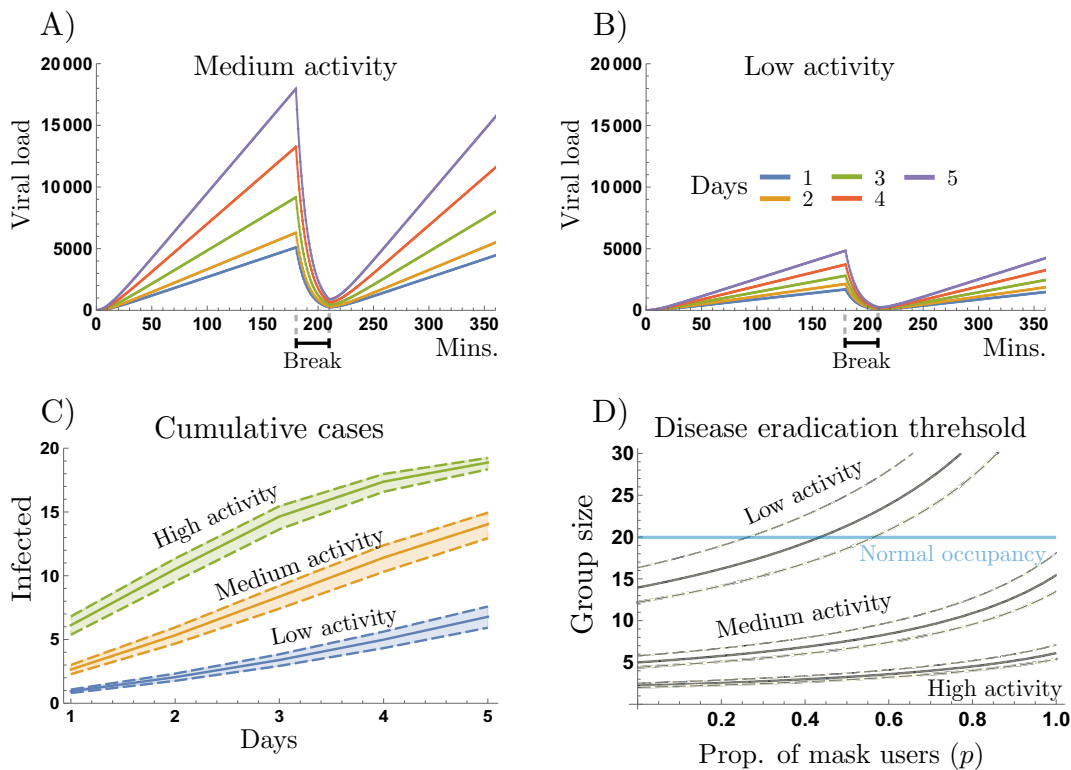 A)
Medium activity
20 000
15 000
10 000
5000
0
Viral load
0 50 100 150 200 250 300 350
Mins.
Break
B)
Low activity
20 000
15 000
10 000
5000
0
Viral load
Days 1 3 5
2 4
0 50 100 150 200 250 300 350
Mins.
Break
C)
Cumulative cases
20
15
10
5
0
Infected
High activity
Medium activity
Low activity
1 2 3 4 5
Days
D)
Disease eradication threhsold
30
25
20
15
10
5
Group size
Low activity
Normal occupancy
Medium activity
High activity
0.2 0.4 0.6 0.8 1.0
Prop. of mask users (p)